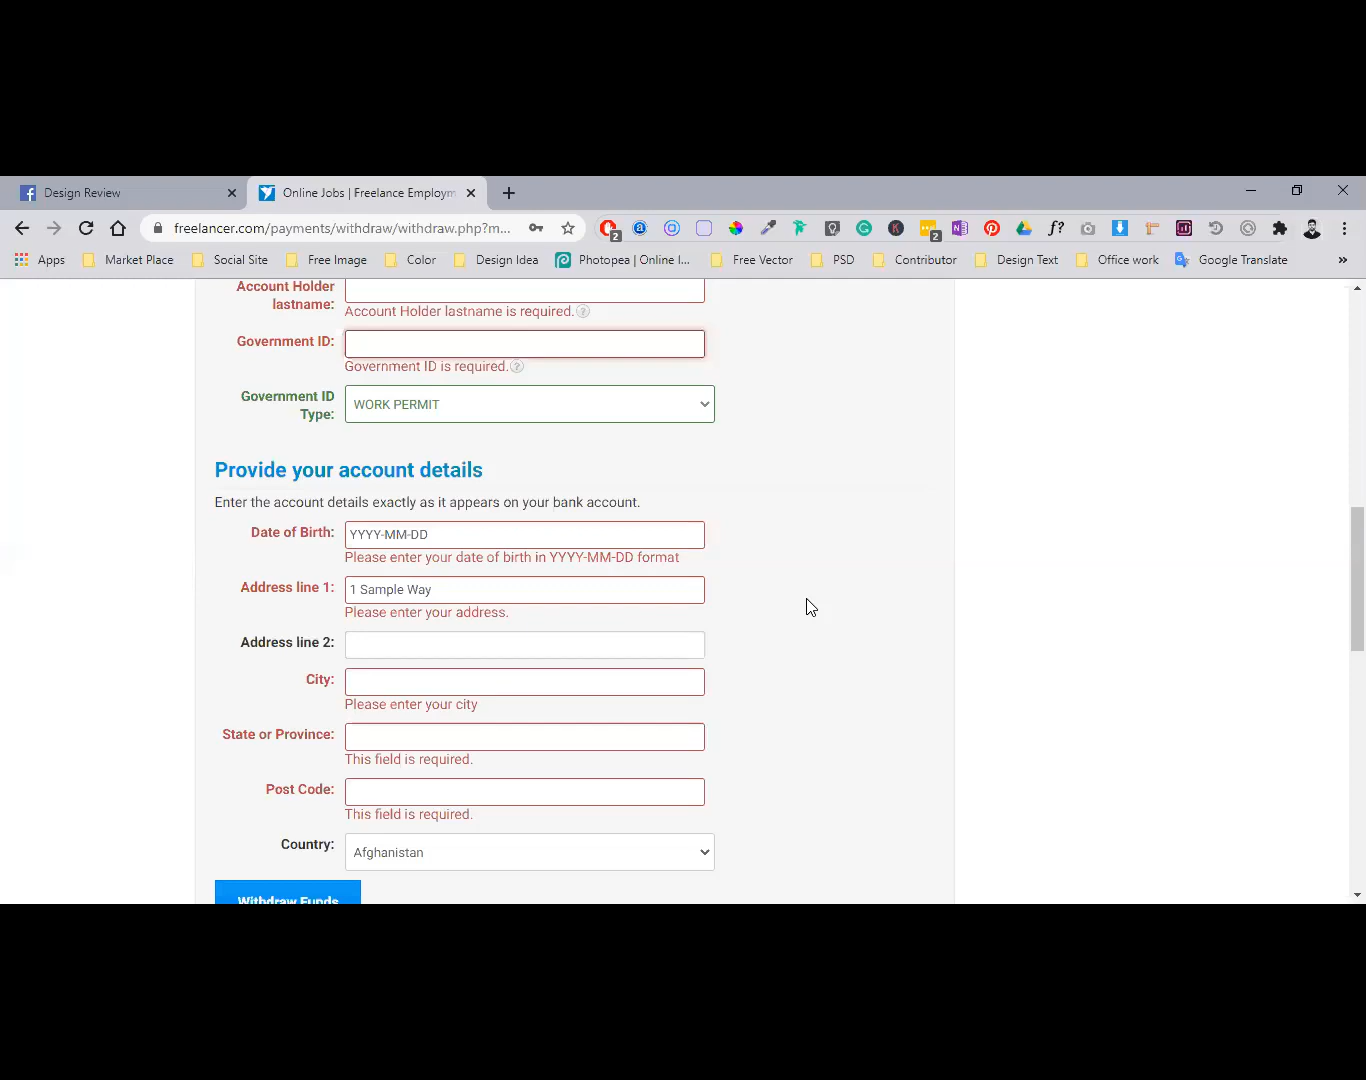 Design Review
Online Jobs | Freelance Employm
freelancer.com/payments/withdraw/withdraw.php?m...
2
2
f?
Apps
Market Place
Social Site
Free Image
Color
Design Idea
Photopea | Online I...
Free Vector
PSD
Contributor
Design Text
Office work
Google Translate
»
Account Holder
lastname:
Account Holder lastname is required.
Government ID:
Government ID is required.
Government ID
Type:
WORK PERMIT
Provide your account details
Enter the account details exactly as it appears on your bank account.
Date of Birth:
YYYY-MM-DD
Please enter your date of birth in YYYY-MM-DD format
Address line 1:
1 Sample Way
Please enter your address.
Address line 2:
City:
Please enter your city
State or Province:
This field is required.
Post Code:
This field is required.
Country:
Afghanistan
Withdraw Funds